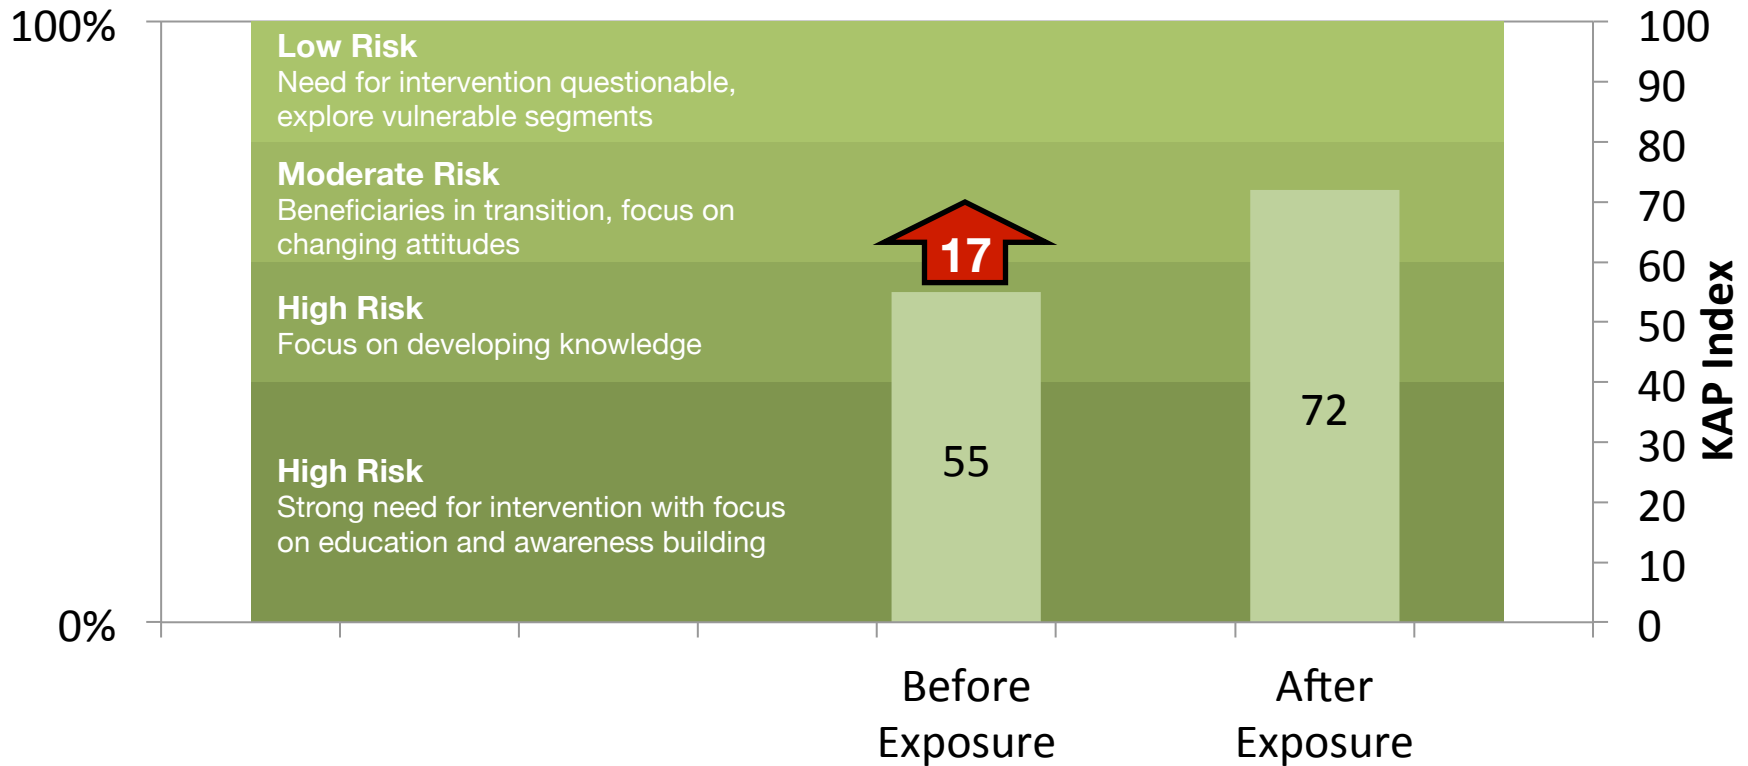 100%
0%
Low Risk
Need for intervention questionable,
explore vulnerable segments
Moderate Risk
Beneficiaries in transition, focus on
changing attitudes
High Risk
Focus on developing knowledge
High Risk
Strong need for intervention with focus
on education and awareness building
17
55
72
100
90
80
70
60
50
40
30
20
10
0
KAP Index
Before
Exposure
After
Exposure